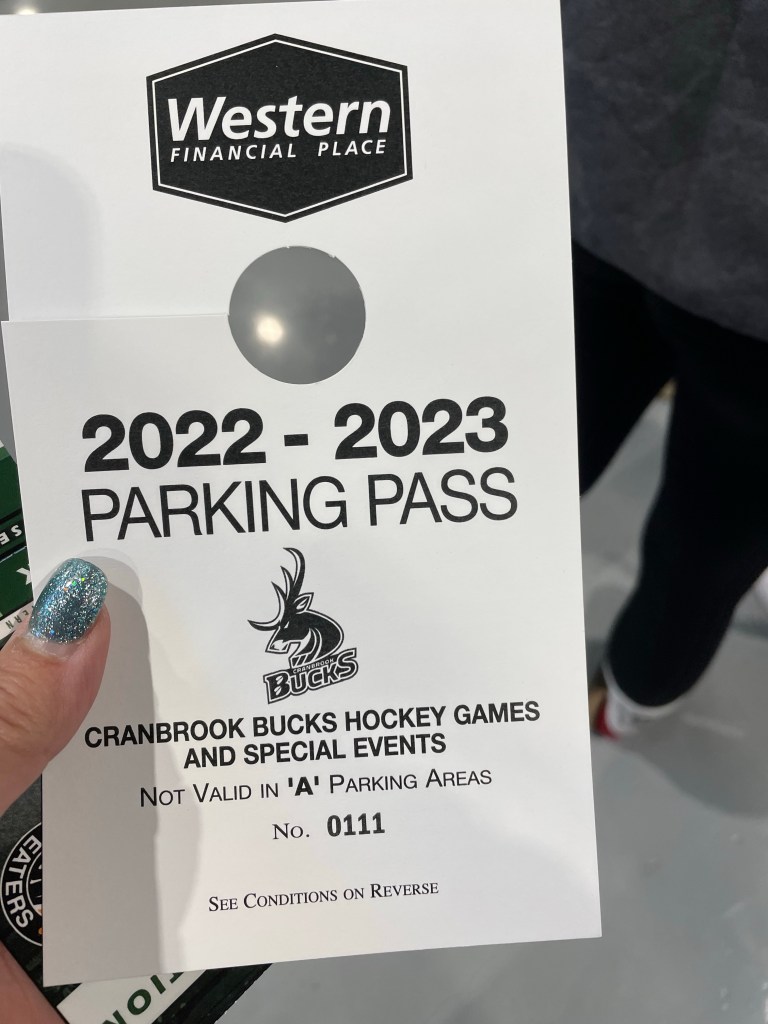 Western
FINANCIAL PLACE
2022 - 2023
PARKING PASS
CRANBROOK
BUCKS
CRANBROOK BUCKS HOCKEY GAMES
AND SPECIAL EVENTS
NOT VALID IN 'A' PARKING AREAS
No. 0111
SEE CONDITIONS ON REVERSE
EATERS